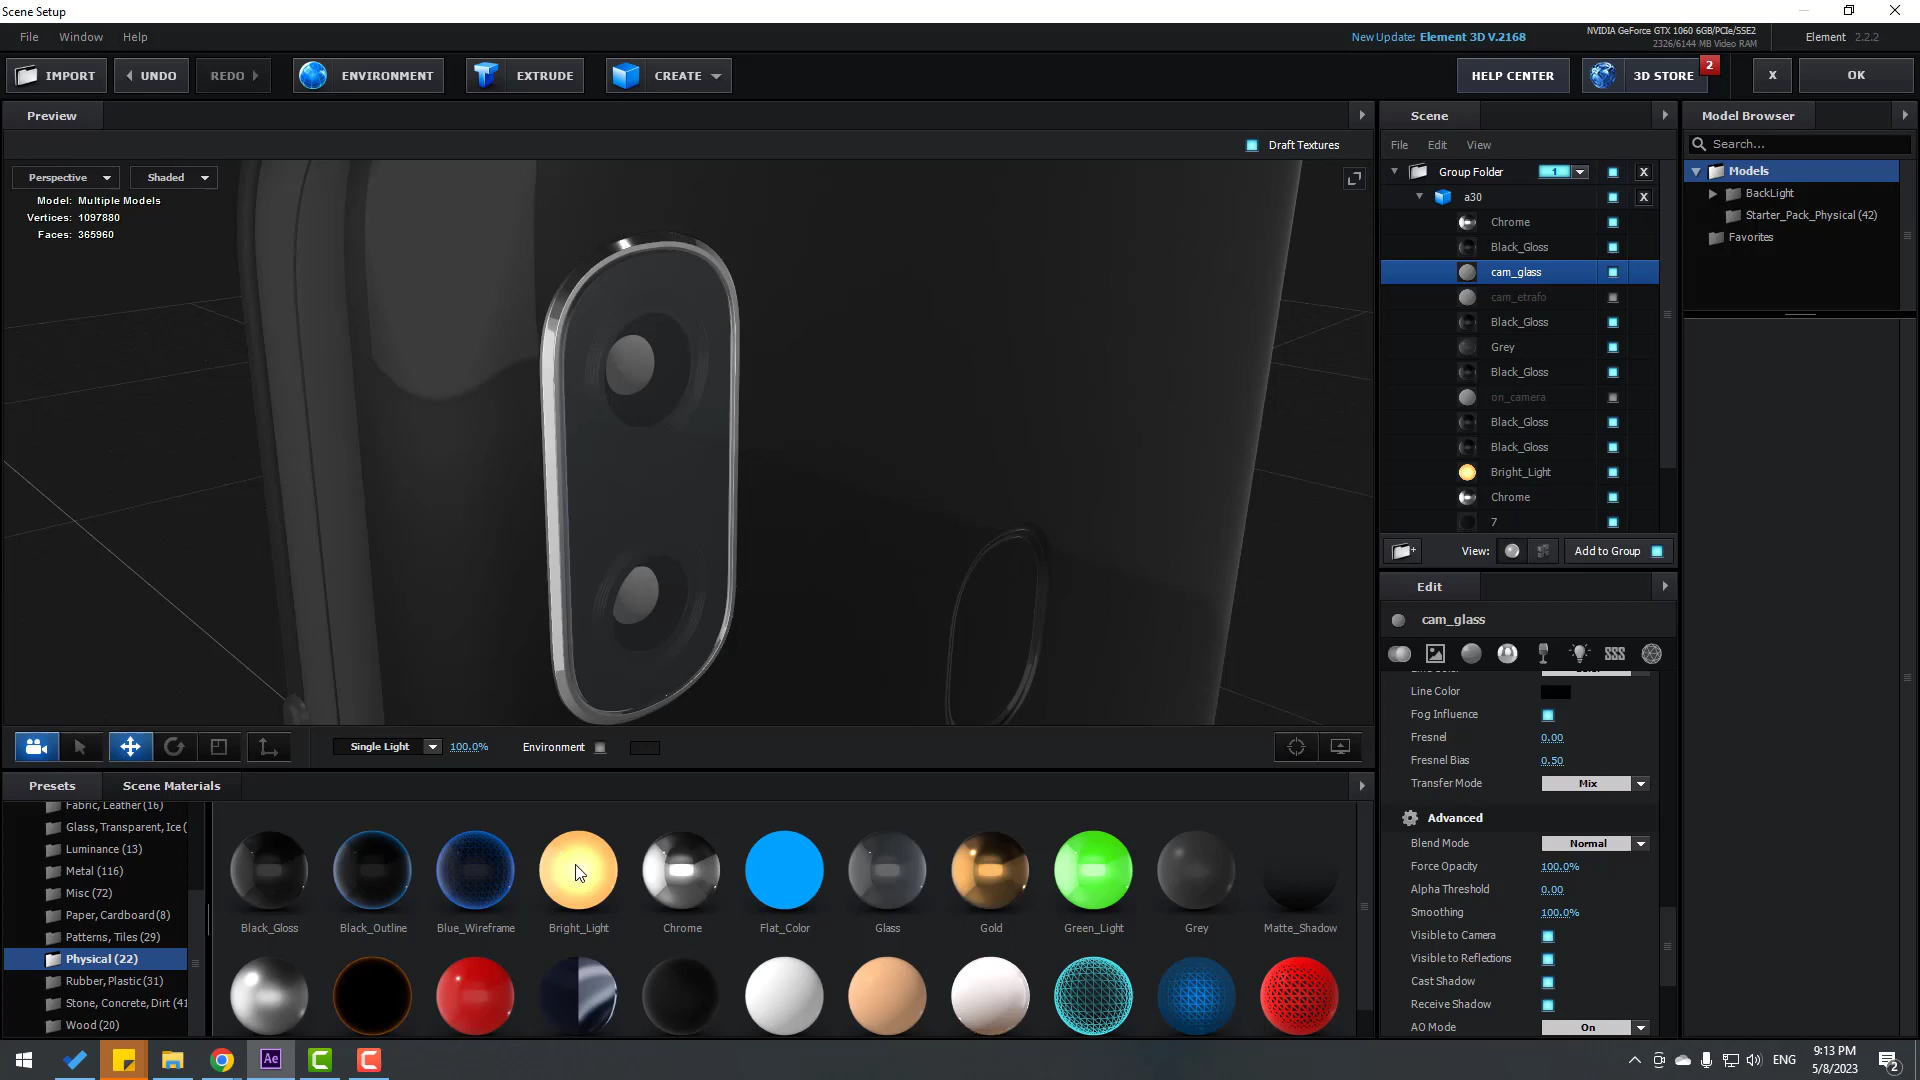 Scene Setup
File Window Help
New Update: Element 3D V.2168
NVIDIA GeForce GTX 1060 6GB/PCIe/SSE2
2326/6144 MB Video RAM
Element 2.2.2
IMPORT UNDO REDO ENVIRONMENT EXTRUDE CREATE HELP CENTER 3D STORE 2 X OK
Preview
Draft Textures
Perspective Shaded
Model: Multiple Models
Vertices: 1097880
Faces: 365960
Single Light 100.0% Environment
Scene
File Edit View
Group Folder 1 X
a30 X
Chrome
Black_Gloss
cam_glass
cam_etrafo
Black_Gloss
Grey
Black_Gloss
on_camera
Black_Gloss
Black_Gloss
Bright_Light
Chrome
7
View: Add to Group
Model Browser
Search...
Models
BackLight
Starter_Pack_Physical (42)
Favorites
Edit
cam_glass
Line Color
Fog Influence
Fresnel 0.00
Fresnel Bias 0.50
Transfer Mode Mix
Advanced
Blend Mode Normal
Force Opacity 100.0%
Alpha Threshold 0.00
Smoothing 100.0%
Visible to Camera
Visible to Reflections
Cast Shadow
Receive Shadow
AO Mode On
Presets Scene Materials
Fabric, Leather (16)
Glass, Transparent, Ice (
Luminance (13)
Metal (116)
Misc (72)
Paper, Cardboard (8)
Patterns, Tiles (29)
Physical (22)
Rubber, Plastic (31)
Stone, Concrete, Dirt (41
Wood (20)
Black_Gloss Black_Outline Blue_Wireframe Bright_Light Chrome Flat_Color Glass Gold Green_Light Grey Matte_Shadow
Ae
ENG
9:13 PM
5/8/2023
2